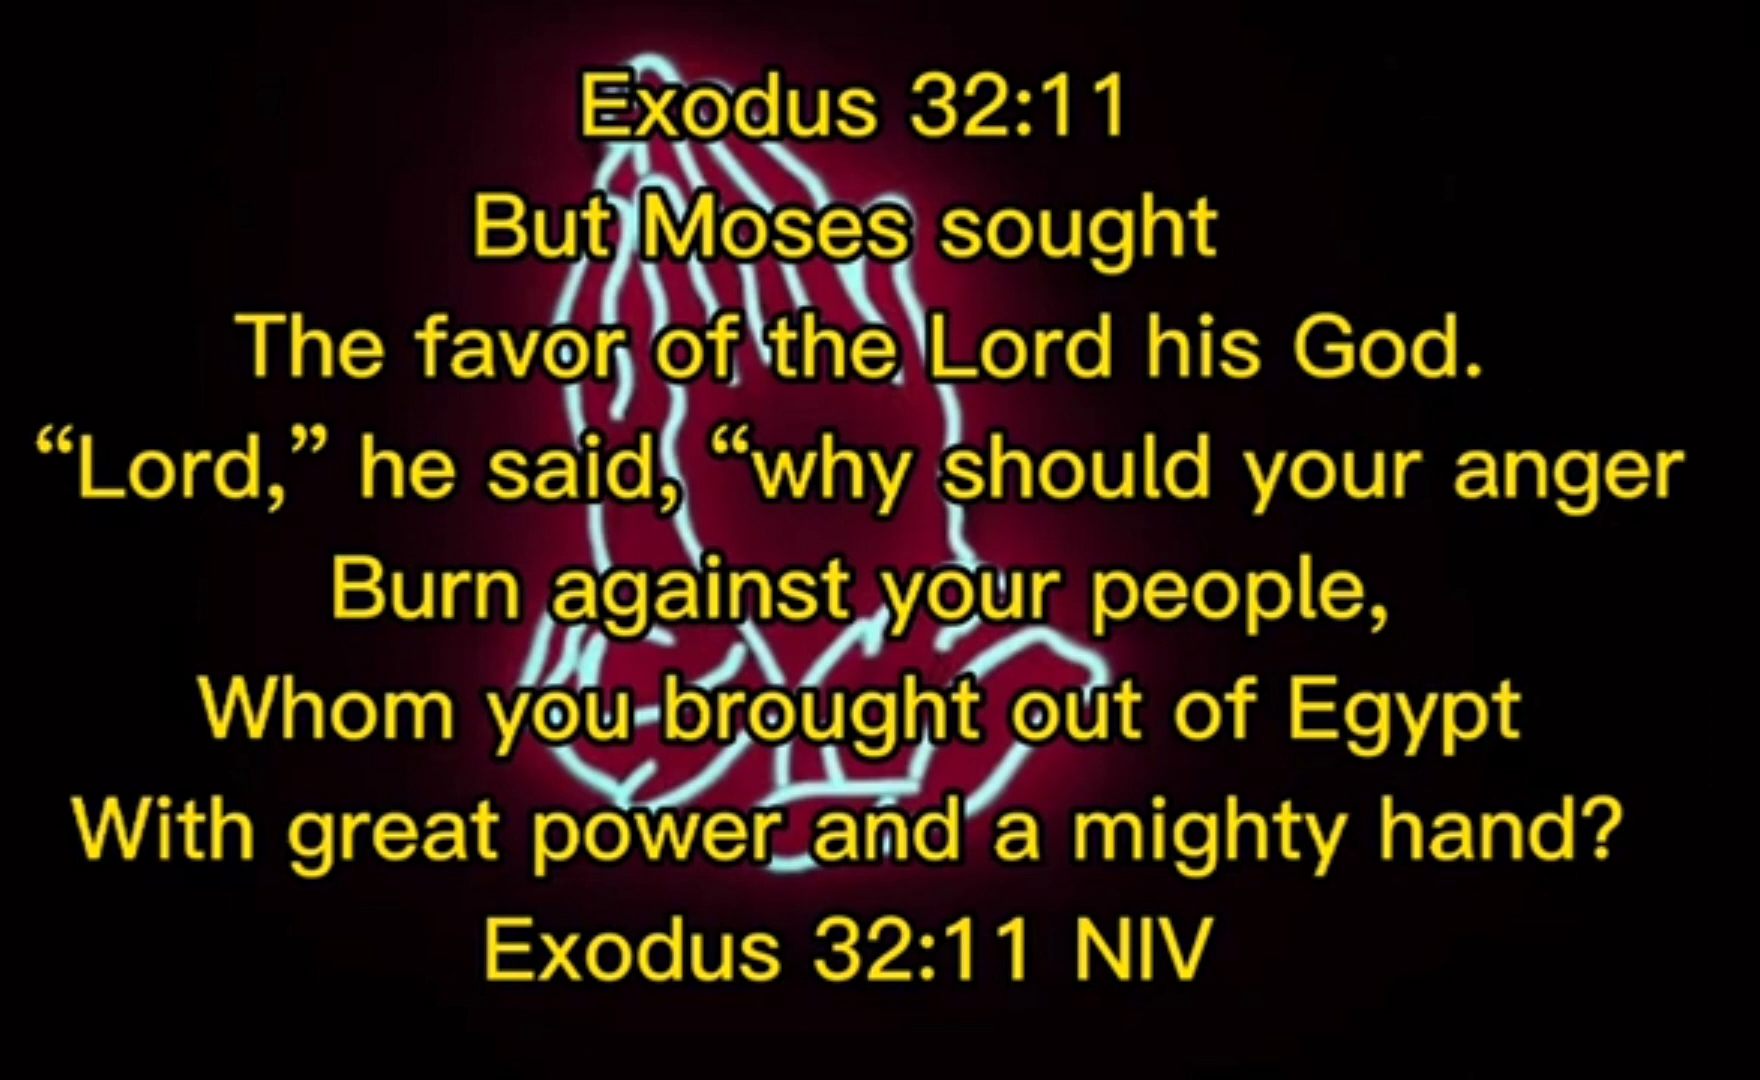 Exodus 32:11
But Moses sought
The favor of the Lord his God.
“Lord,” he said, “why should your anger
Burn against your people,
Whom you brought out of Egypt
With great power and a mighty hand?
Exodus 32:11 NIV